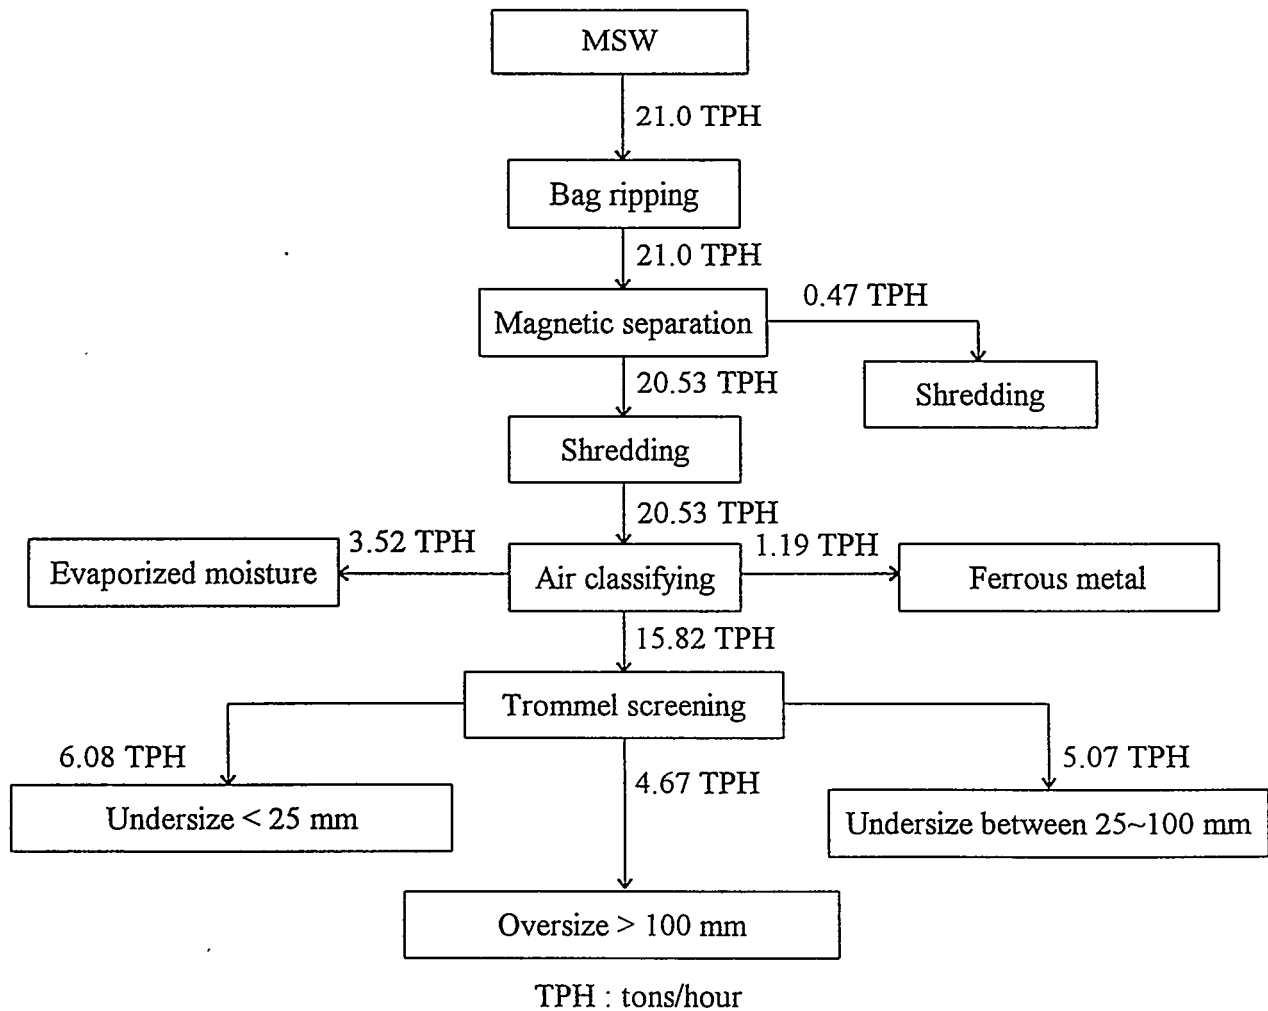 MSW
21.0 TPH
Bag ripping
21.0 TPH
0.47 TPH
Magnetic separation
20.53 TPH
Shredding
Shredding
20.53 TPH
3.52 TPH
1.19 TPH
Evaporized moisture
Air classifying
Ferrous metal
15.82 TPH
Trommel screening
6.08 TPH
4.67 TPH
5.07 TPH
Undersize < 25 mm
Undersize between 25~100 mm
Oversize > 100 mm
TPH : tons/hour